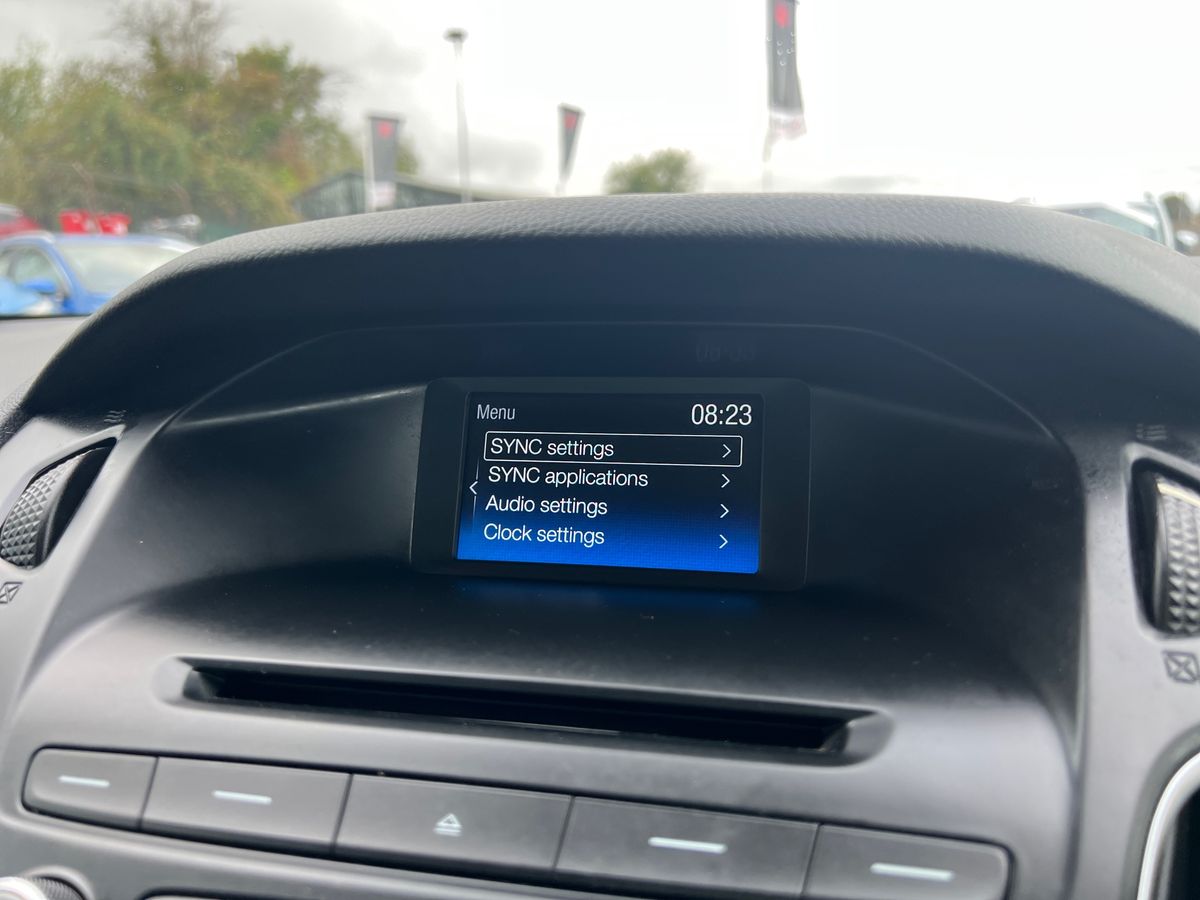 Menu 08:23
SYNC settings
SYNC applications
Audio settings
Clock settings